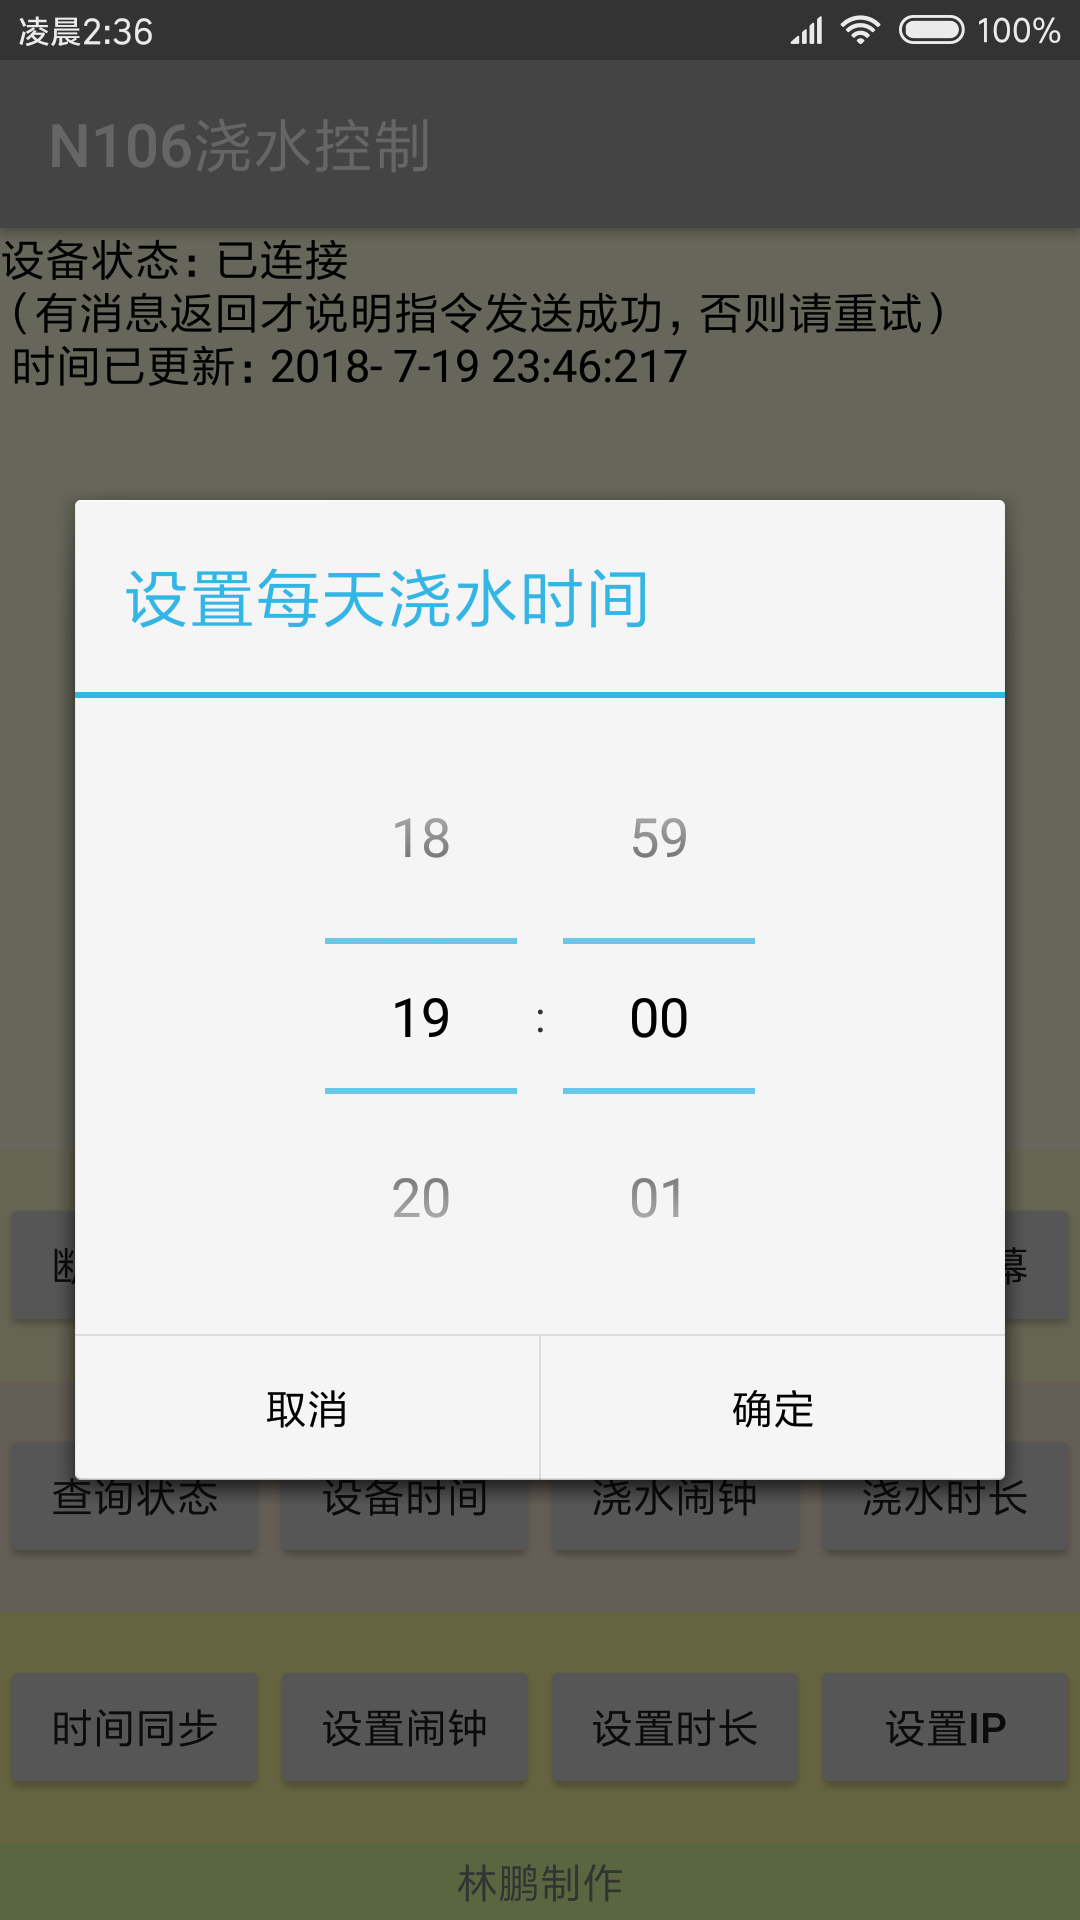 凌晨2:36 100%
N106浇水控制
设备状态：已连接
（有消息返回才说明指令发送成功，否则请重试）
时间已更新：2018- 7-19 23:46:217
设置每天浇水时间
18 59
19 : 00
20 01
断 幕
取消 确定
查询状态 设备时间 浇水闹钟 浇水时长
时间同步 设置闹钟 设置时长 设置IP
林鹏制作